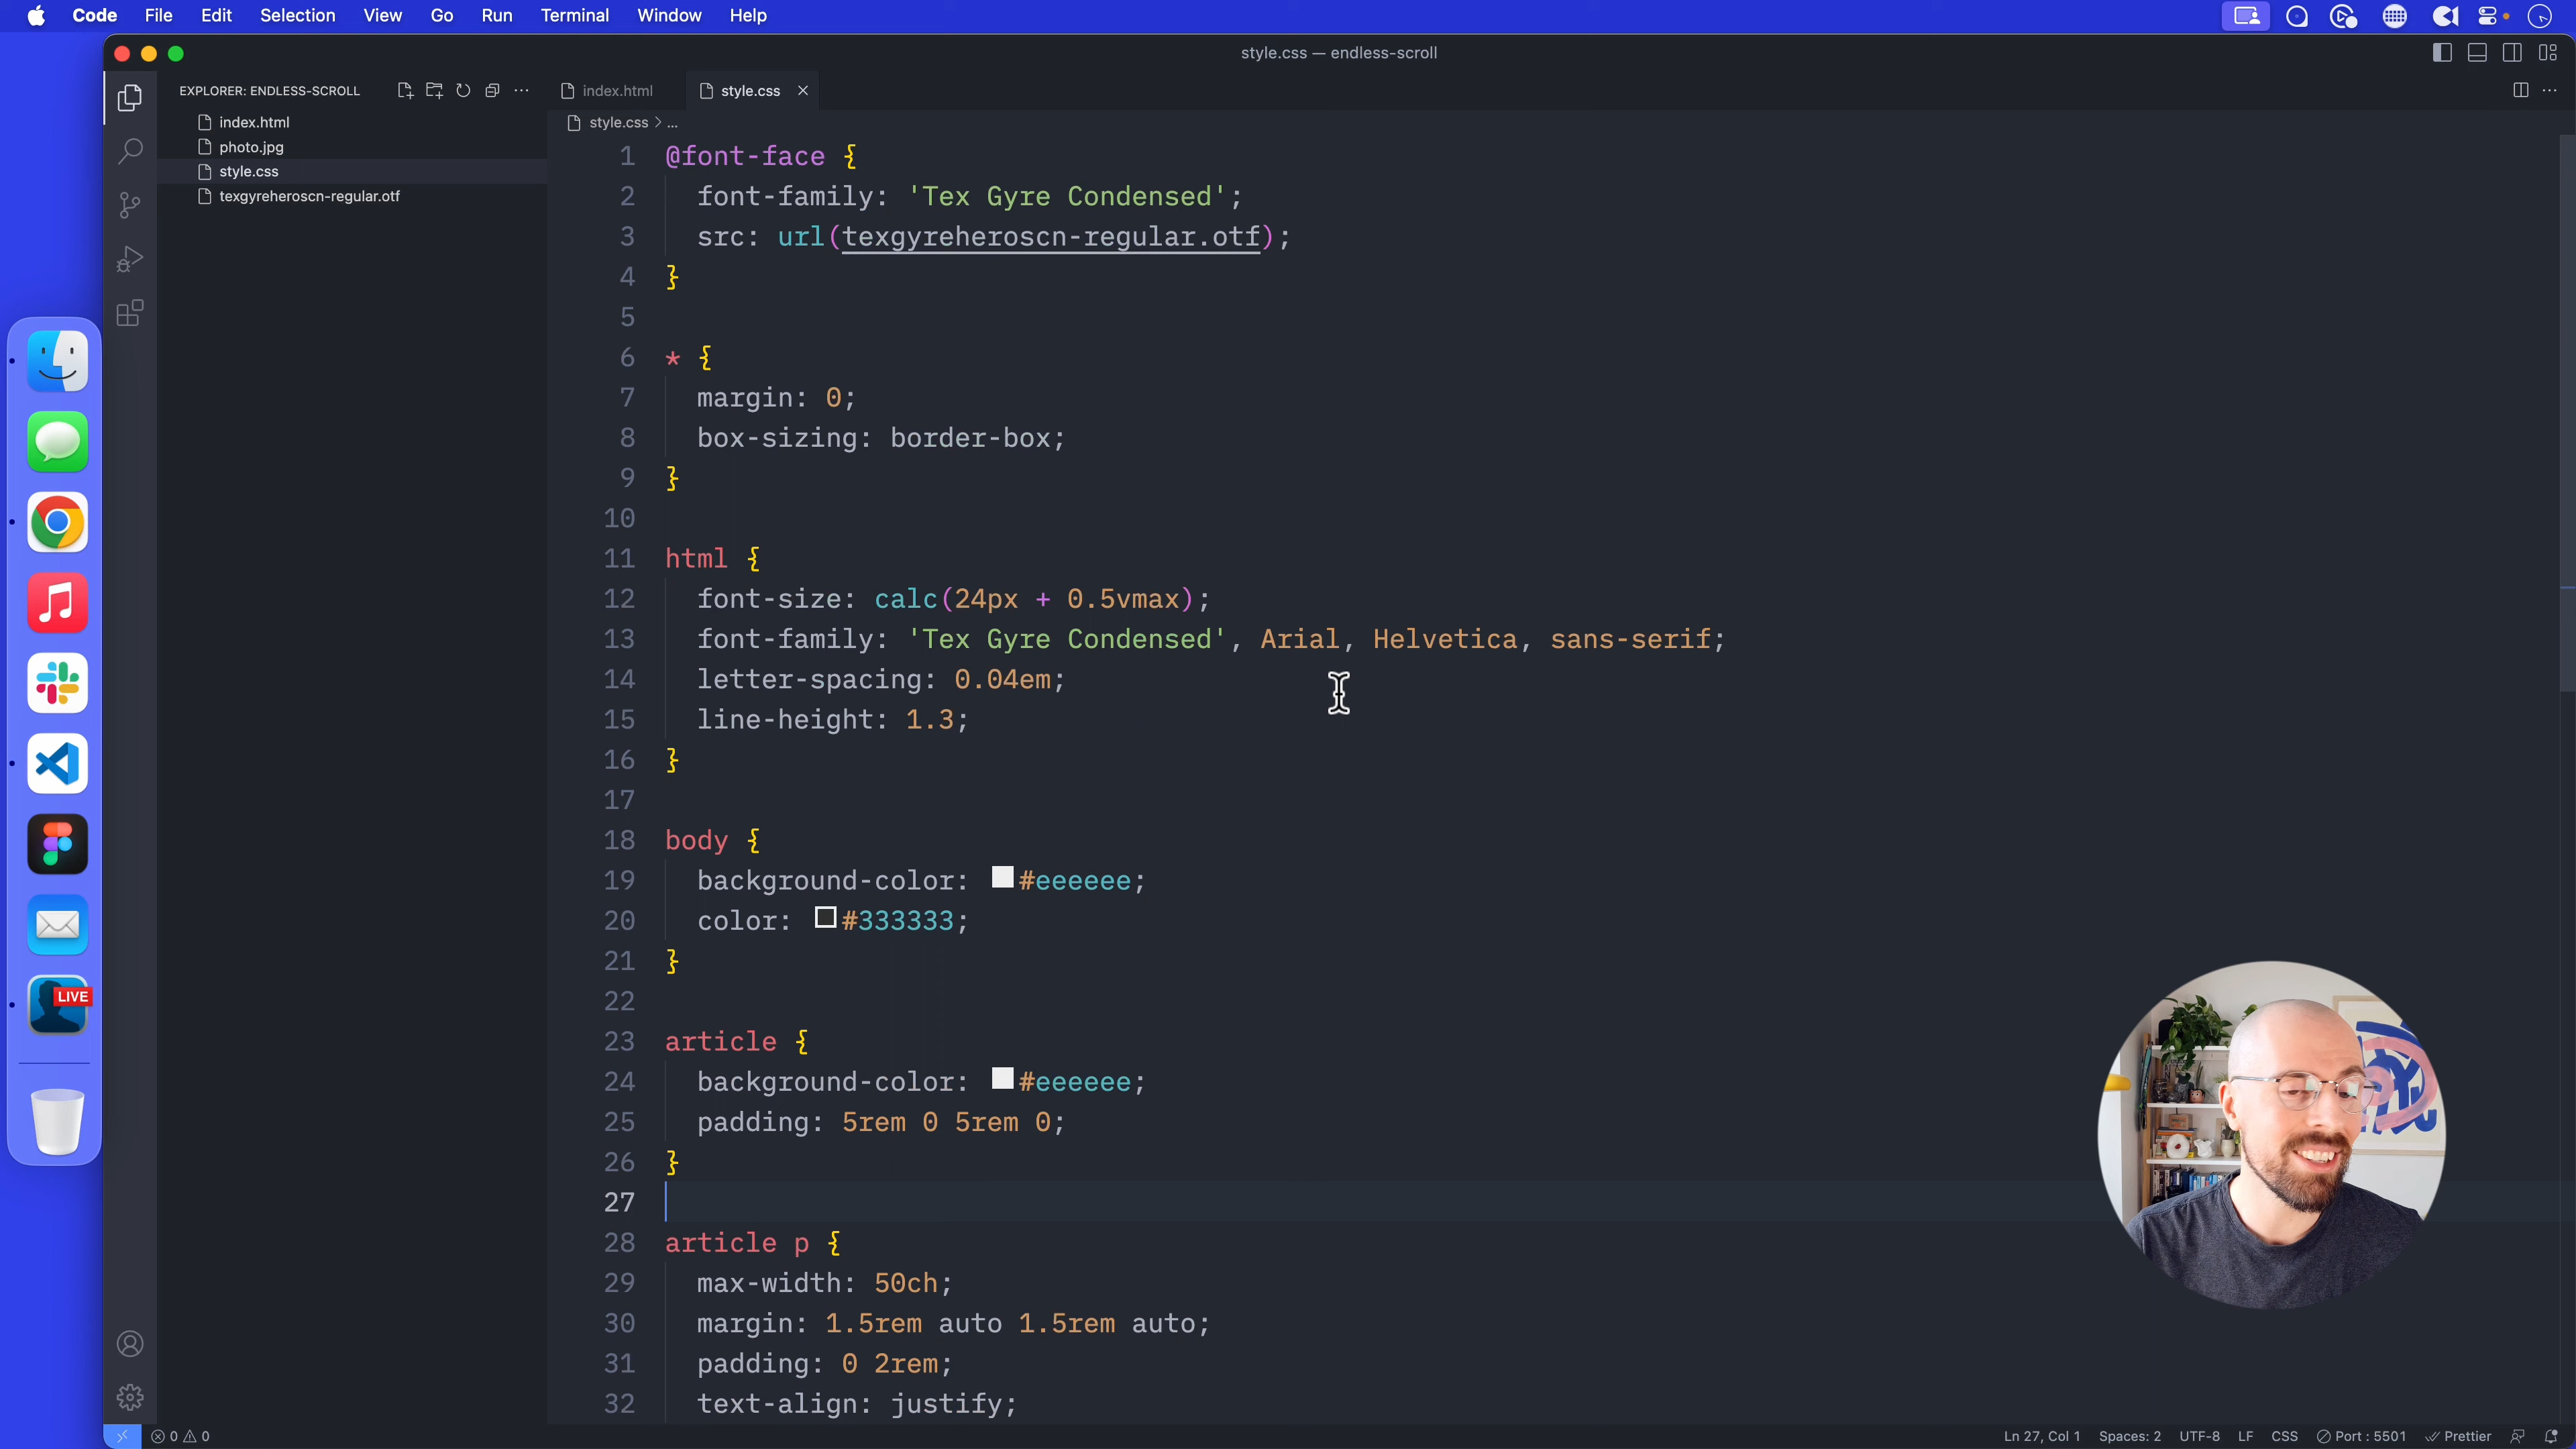 Code File Edit Selection View Go Run Terminal Window Help
style.css — endless-scroll
EXPLORER: ENDLESS-SCROLL
index.html
photo.jpg
style.css
texgyreheroscn-regular.otf
index.html style.css
style.css > ...
1 @font-face {
2 font-family: 'Tex Gyre Condensed';
3 src: url(texgyreheroscn-regular.otf);
4 }
5
6 * {
7 margin: 0;
8 box-sizing: border-box;
9 }
10
11 html {
12 font-size: calc(24px + 0.5vmax);
13 font-family: 'Tex Gyre Condensed', Arial, Helvetica, sans-serif;
14 letter-spacing: 0.04em;
15 line-height: 1.3;
16 }
17
18 body {
19 background-color: #eeeeee;
20 color: #333333;
21 }
22
23 article {
24 background-color: #eeeeee;
25 padding: 5rem 0 5rem 0;
26 }
27
28 article p {
29 max-width: 50ch;
30 margin: 1.5rem auto 1.5rem auto;
31 padding: 0 2rem;
32 text-align: justify;
LIVE
0 0
Ln 27, Col 1 Spaces: 2 UTF-8 LF CSS Port : 5501 Prettier